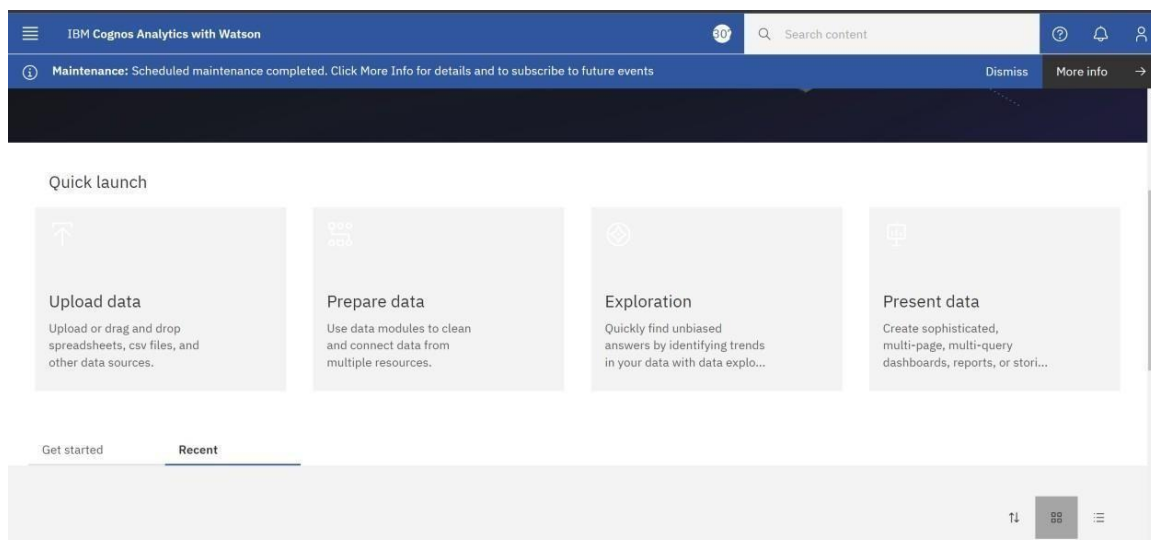 IBM Cognos Analytics with Watson
30
Search content
Maintenance: Scheduled maintenance completed. Click More Info for details and to subscribe to future events
Dismiss
More info
Quick launch
Upload data
Upload or drag and drop
spreadsheets, csv files, and
other data sources.
Prepare data
Use data modules to clean
and connect data from
multiple resources.
Exploration
Quickly find unbiased
answers by identifying trends
in your data with data explo...
Present data
Create sophisticated,
multi-page, multi-query
dashboards, reports, or stori...
Get started
Recent